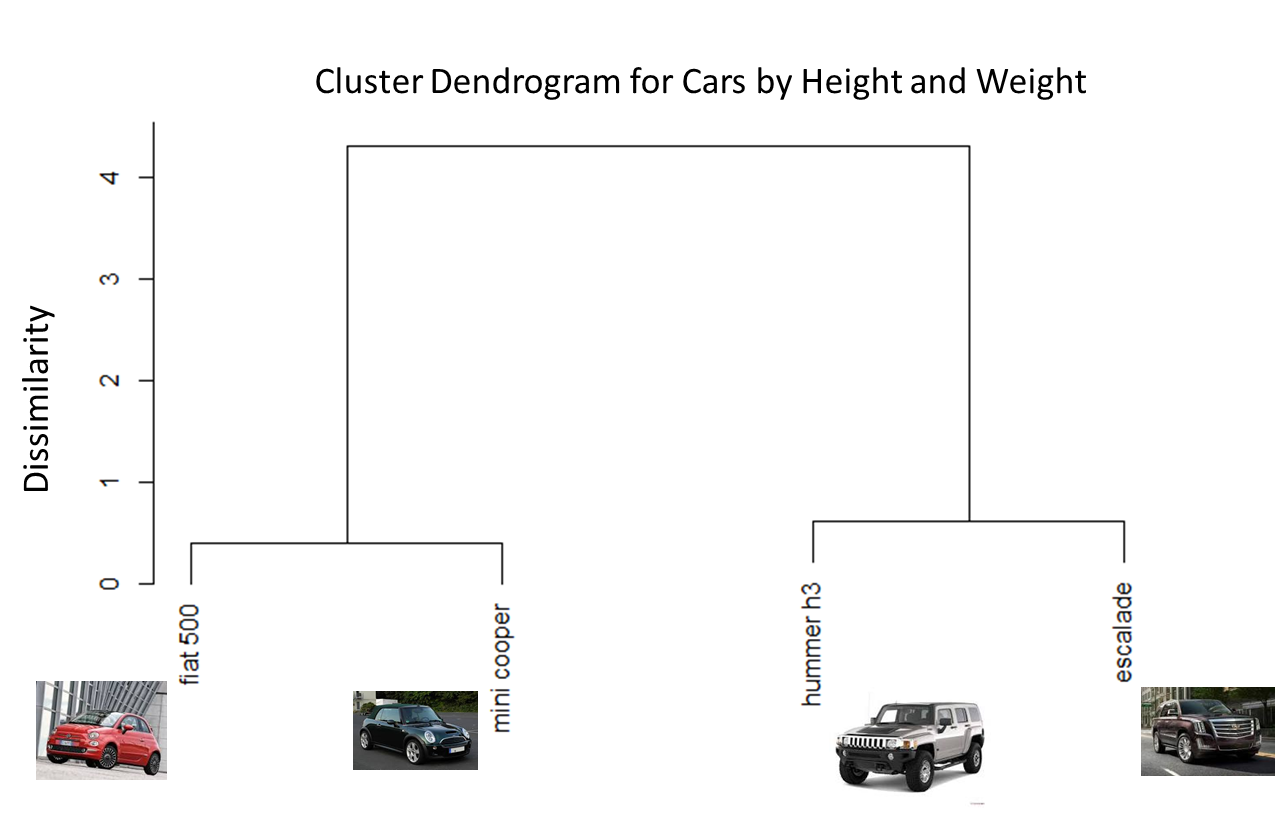 Cluster Dendrogram for Cars by Height and Weight
Dissimilarity
4
3
2
1
0
fiat 500
mini cooper
hummer h3
escalade